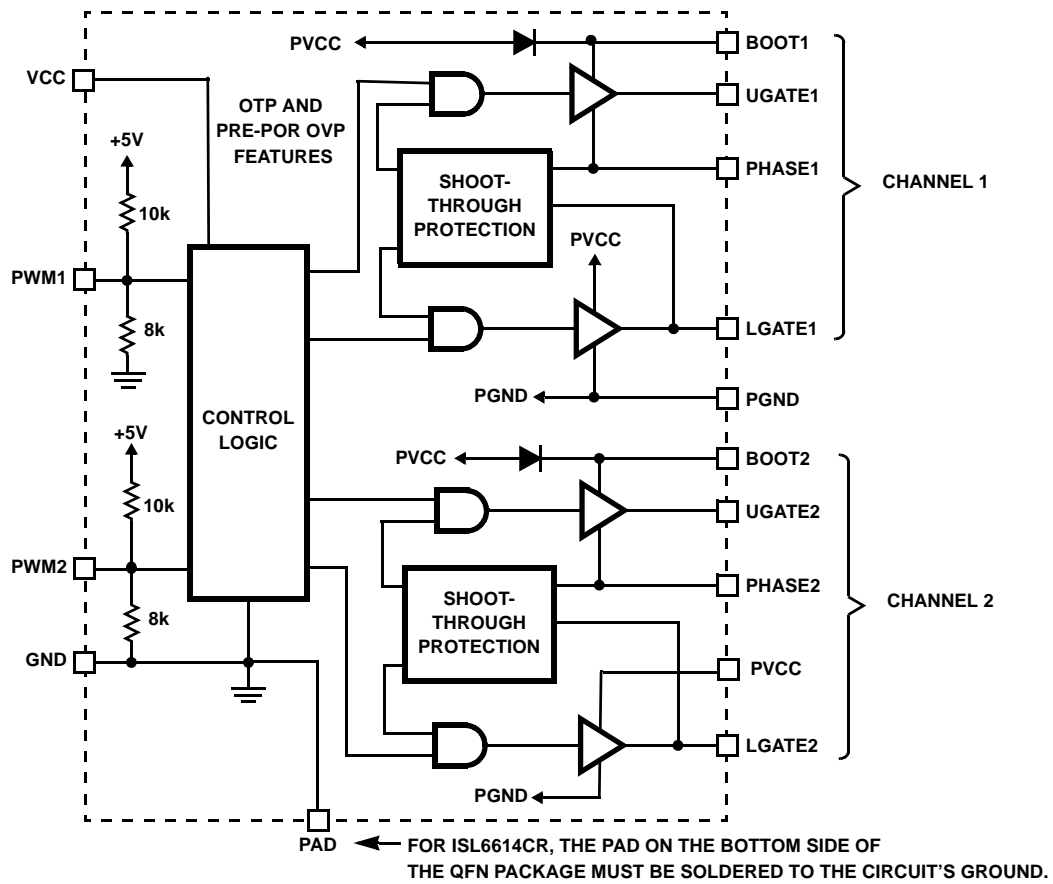 PVCC
BOOT1
VCC
OTP AND
PRE-POR OVP
FEATURES
UGATE1
+5V
10k
SHOOT-
THROUGH
PROTECTION
PHASE1
CHANNEL 1
PVCC
PWM1
8k
LGATE1
PGND
PGND
CONTROL
LOGIC
+5V
PVCC
BOOT2
10k
UGATE2
PWM2
SHOOT-
THROUGH
PROTECTION
PHASE2
CHANNEL 2
8k
GND
PVCC
LGATE2
PGND
PAD
FOR ISL6614CR, THE PAD ON THE BOTTOM SIDE OF
THE QFN PACKAGE MUST BE SOLDERED TO THE CIRCUIT'S GROUND.